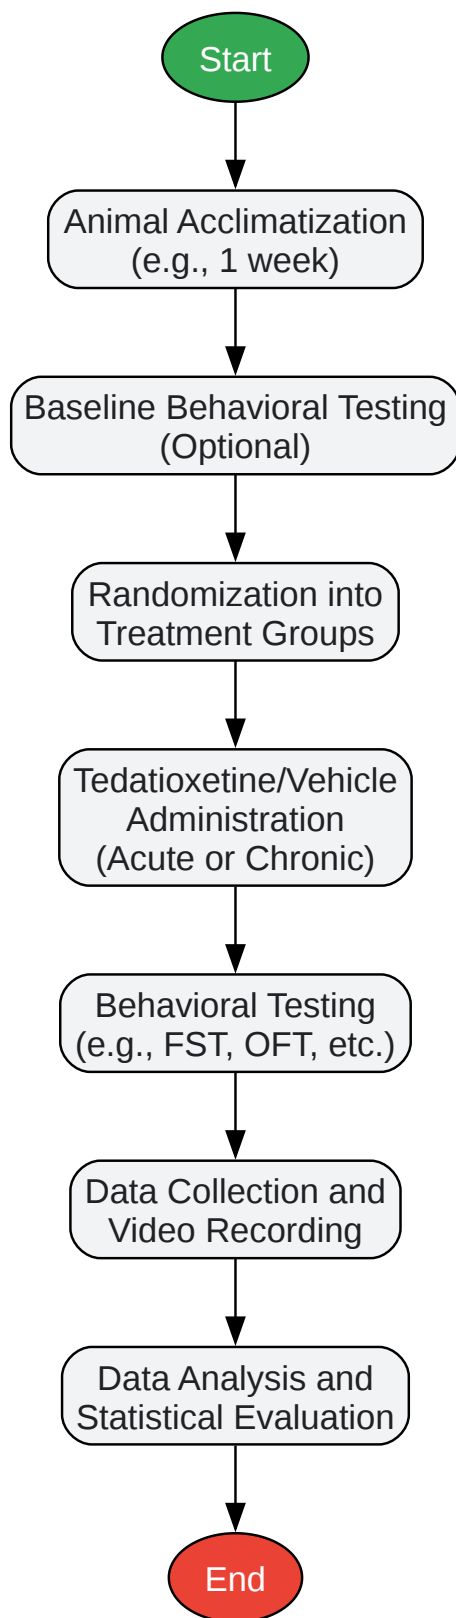 Start
Animal Acclimatization
(e.g., 1 week)
Baseline Behavioral Testing
(Optional)
Randomization into
Treatment Groups
Tedatioxetine/Vehicle
Administration
(Acute or Chronic)
Behavioral Testing
(e.g., FST, OFT, etc.)
Data Collection and
Video Recording
Data Analysis and
Statistical Evaluation
End